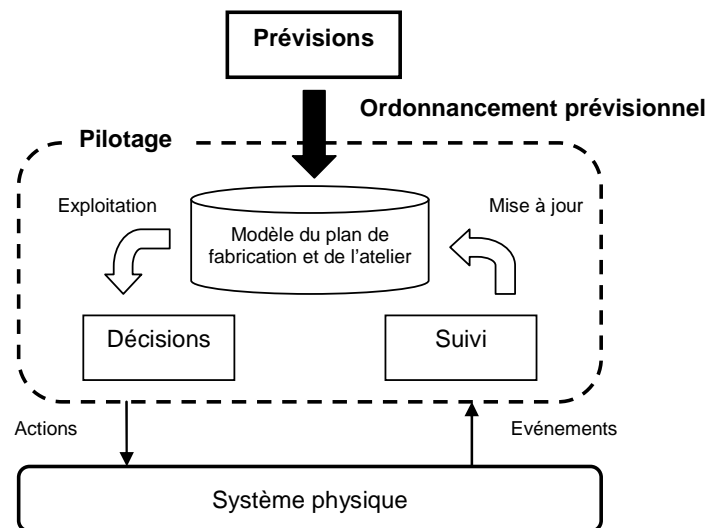 Prévisions
Ordonnancement prévisionnel
Pilotage
Exploitation
Mise à jour
Modèle du plan de
fabrication et de l'atelier
Décisions
Suivi
Actions
Evénements
Système physique